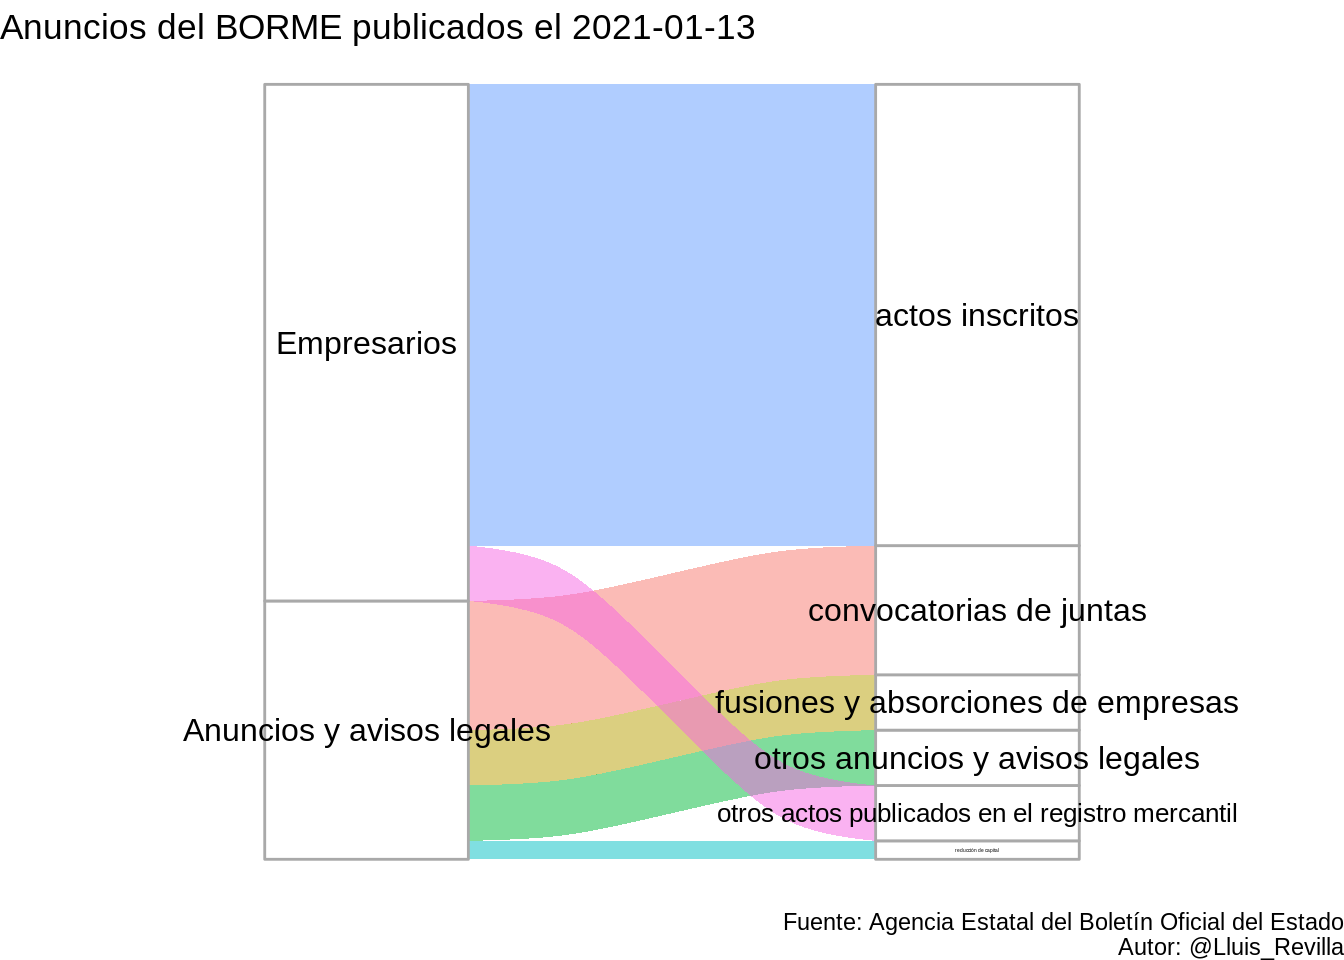 Anuncios del BORME publicados el 2021-01-13
Empresarios
actos inscritos
convocatorias de juntas
fusiones y absorciones de empresas
Anuncios y avisos legales
otros anuncios y avisos legales
otros actos publicados en el registro mercantil
reducción de capital
Fuente: Agencia Estatal del Boletín Oficial del Estado
Autor: @Lluis_Revilla